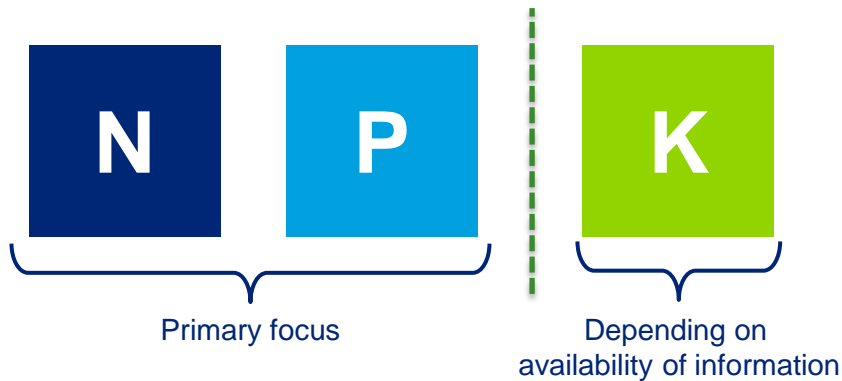 N P K
Primary focus
Depending on
availability of information